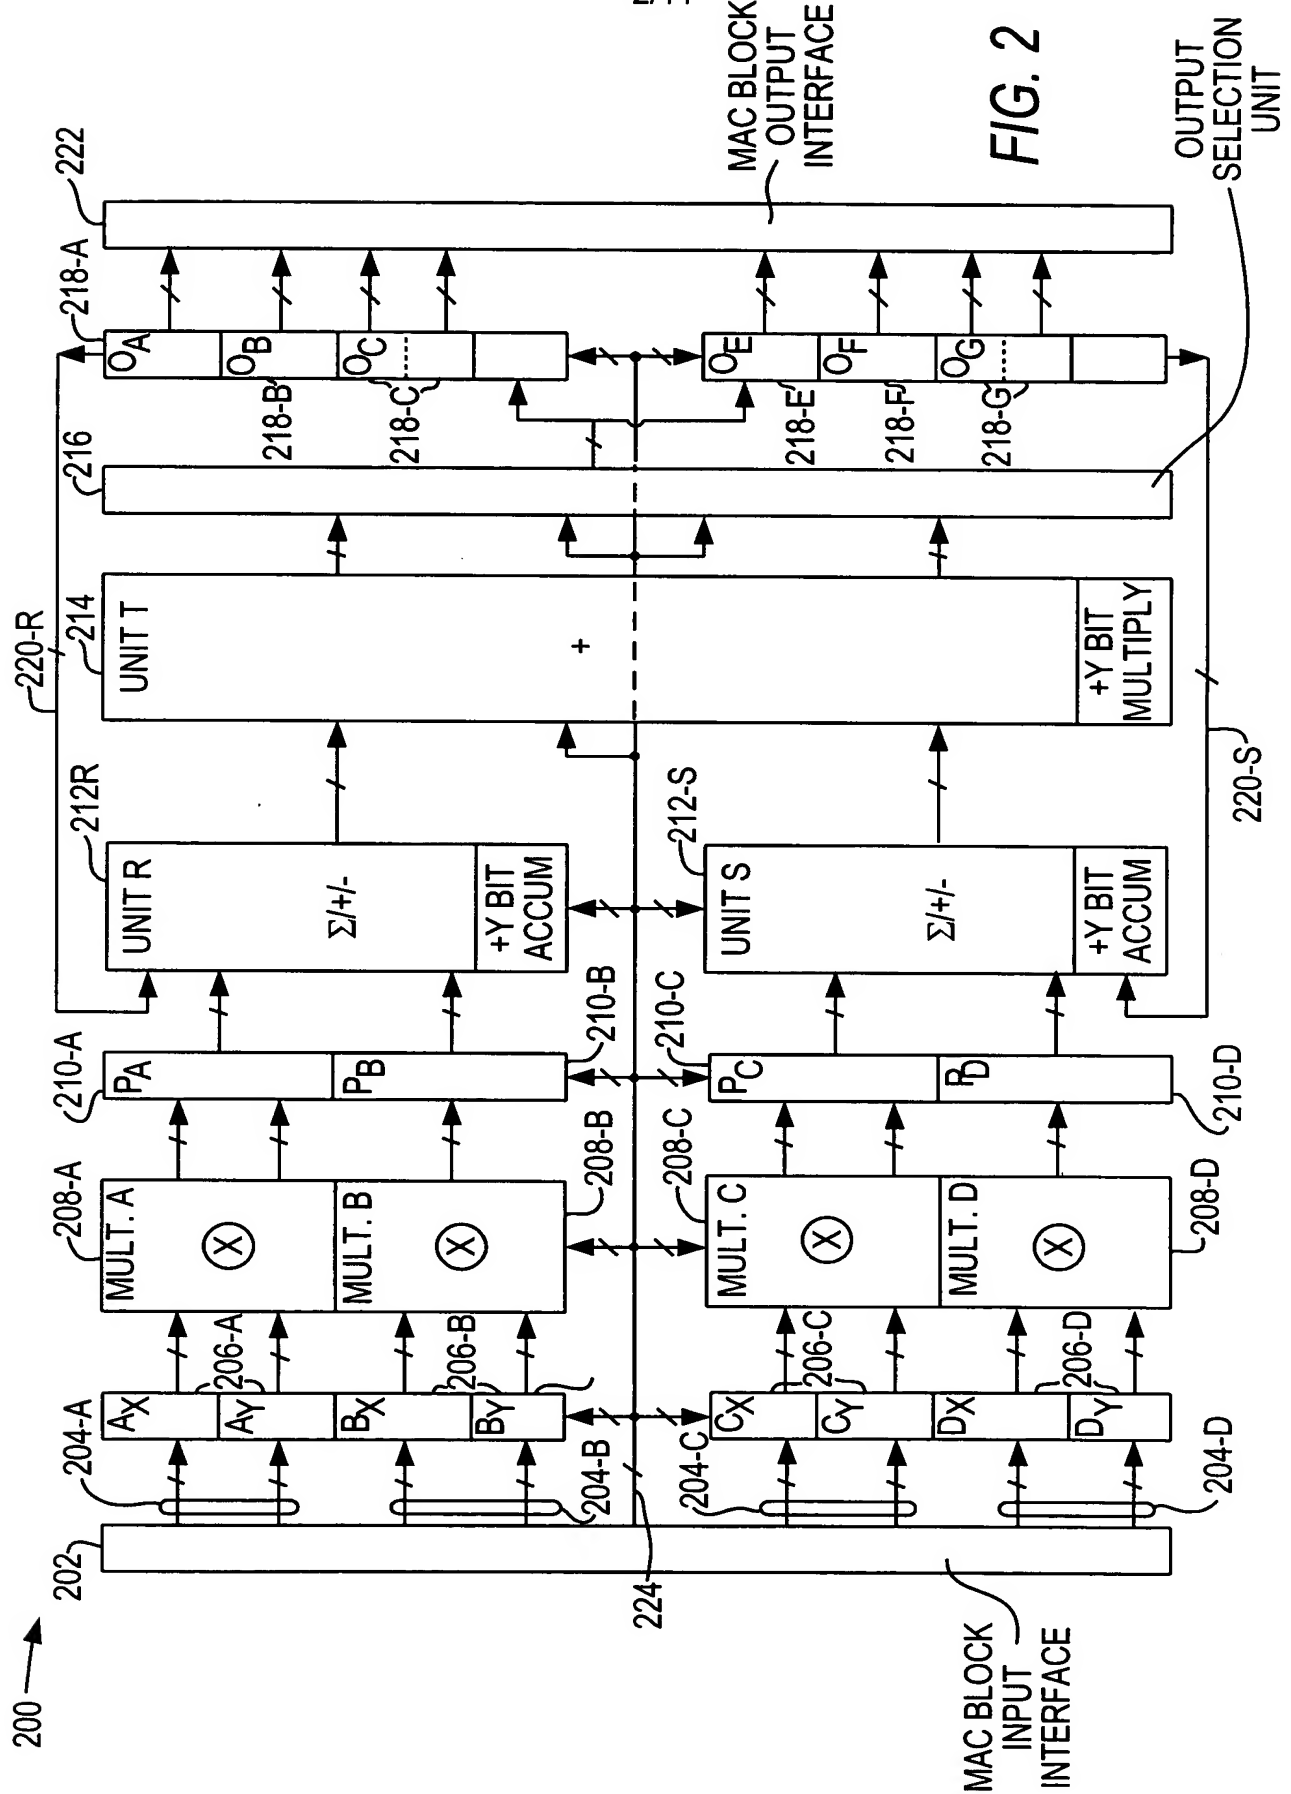 200
202
MAC BLOCK
INPUT
INTERFACE
224
204-A
204-B
204-C
204-D
AX
AY
BX
BY
CX
CY
DX
DY
206-A
206-B
206-C
206-D
208-A
MULT. A
X
MULT. B
X
208-B
208-C
MULT. C
X
MULT. D
X
208-D
210-A
PA
PB
210-B
210-C
PC
PD
210-D
212R
UNIT R
Σ/+/-
+Y BIT
ACCUM
212-S
UNIT S
Σ/+/-
+Y BIT
ACCUM
220-R
220-S
214
UNIT T
+
+Y BIT
MULTIPLY
216
OUTPUT
SELECTION
UNIT
218-A
OA
OB
OC
218-B
218-C
OE
OF
OG
218-E
218-F
218-G
222
MAC BLOCK
OUTPUT
INTERFACE
FIG. 2